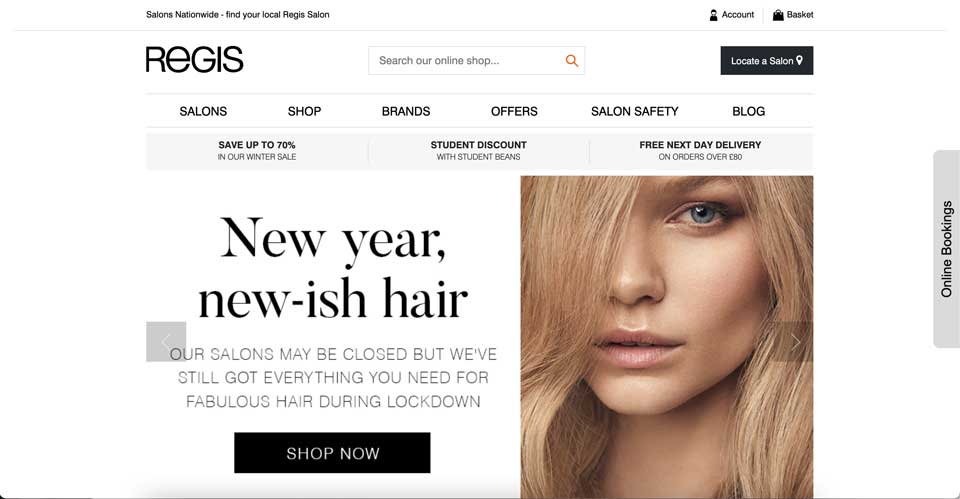 Salons Nationwide - find your local Regis Salon
Account
Basket
REGIS
Search our online shop...
Locate a Salon
SALONS
SHOP
BRANDS
OFFERS
SALON SAFETY
BLOG
SAVE UP TO 70%
IN OUR WINTER SALE
STUDENT DISCOUNT
WITH STUDENT BEANS
FREE NEXT DAY DELIVERY
ON ORDERS OVER £80
New year,
new-ish hair
OUR SALONS MAY BE CLOSED BUT WE'VE
STILL GOT EVERYTHING YOU NEED FOR
FABULOUS HAIR DURING LOCKDOWN
SHOP NOW
Online Bookings